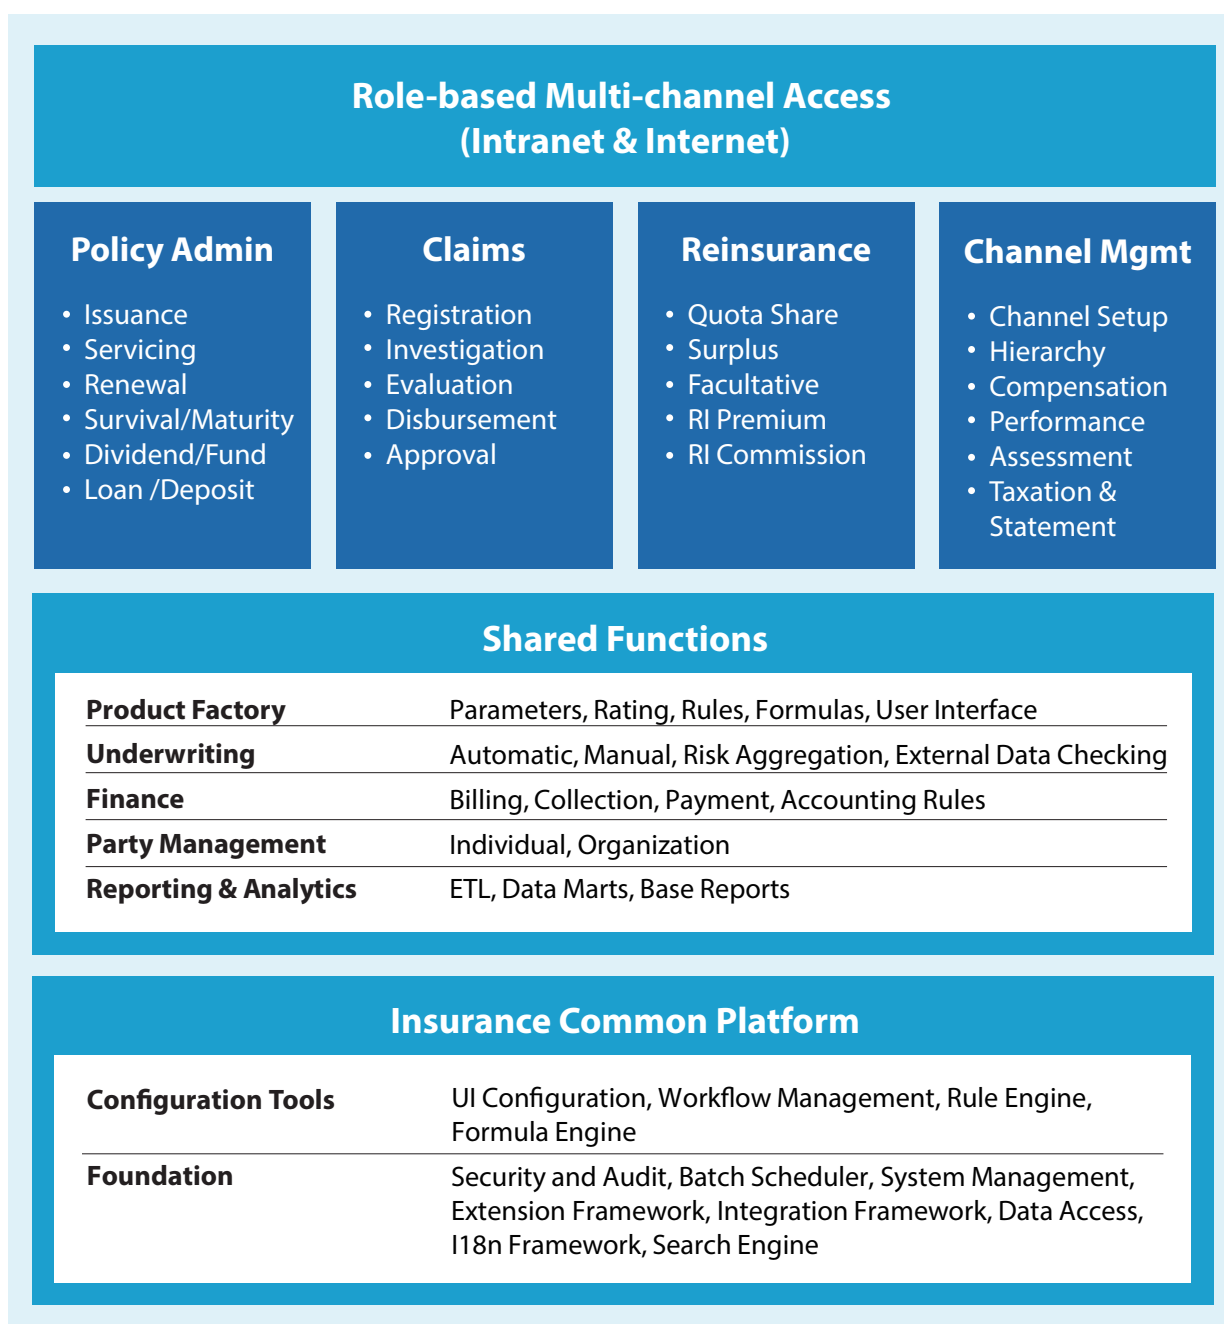 Role-based Multi-channel Access
(Intranet & Internet)
Policy Admin
• Issuance
• Servicing
• Renewal
• Survival/Maturity
• Dividend/Fund
• Loan /Deposit
Claims
• Registration
• Investigation
• Evaluation
• Disbursement
• Approval
Reinsurance
• Quota Share
• Surplus
• Facultative
• RI Premium
• RI Commission
Channel Mgmt
• Channel Setup
• Hierarchy
• Compensation
• Performance
• Assessment
• Taxation &
Statement
Shared Functions
Product Factory Parameters, Rating, Rules, Formulas, User Interface
Underwriting Automatic, Manual, Risk Aggregation, External Data Checking
Finance Billing, Collection, Payment, Accounting Rules
Party Management Individual, Organization
Reporting & Analytics ETL, Data Marts, Base Reports
Insurance Common Platform
Configuration Tools UI Configuration, Workflow Management, Rule Engine,
Formula Engine
Foundation Security and Audit, Batch Scheduler, System Management,
Extension Framework, Integration Framework, Data Access,
I18n Framework, Search Engine